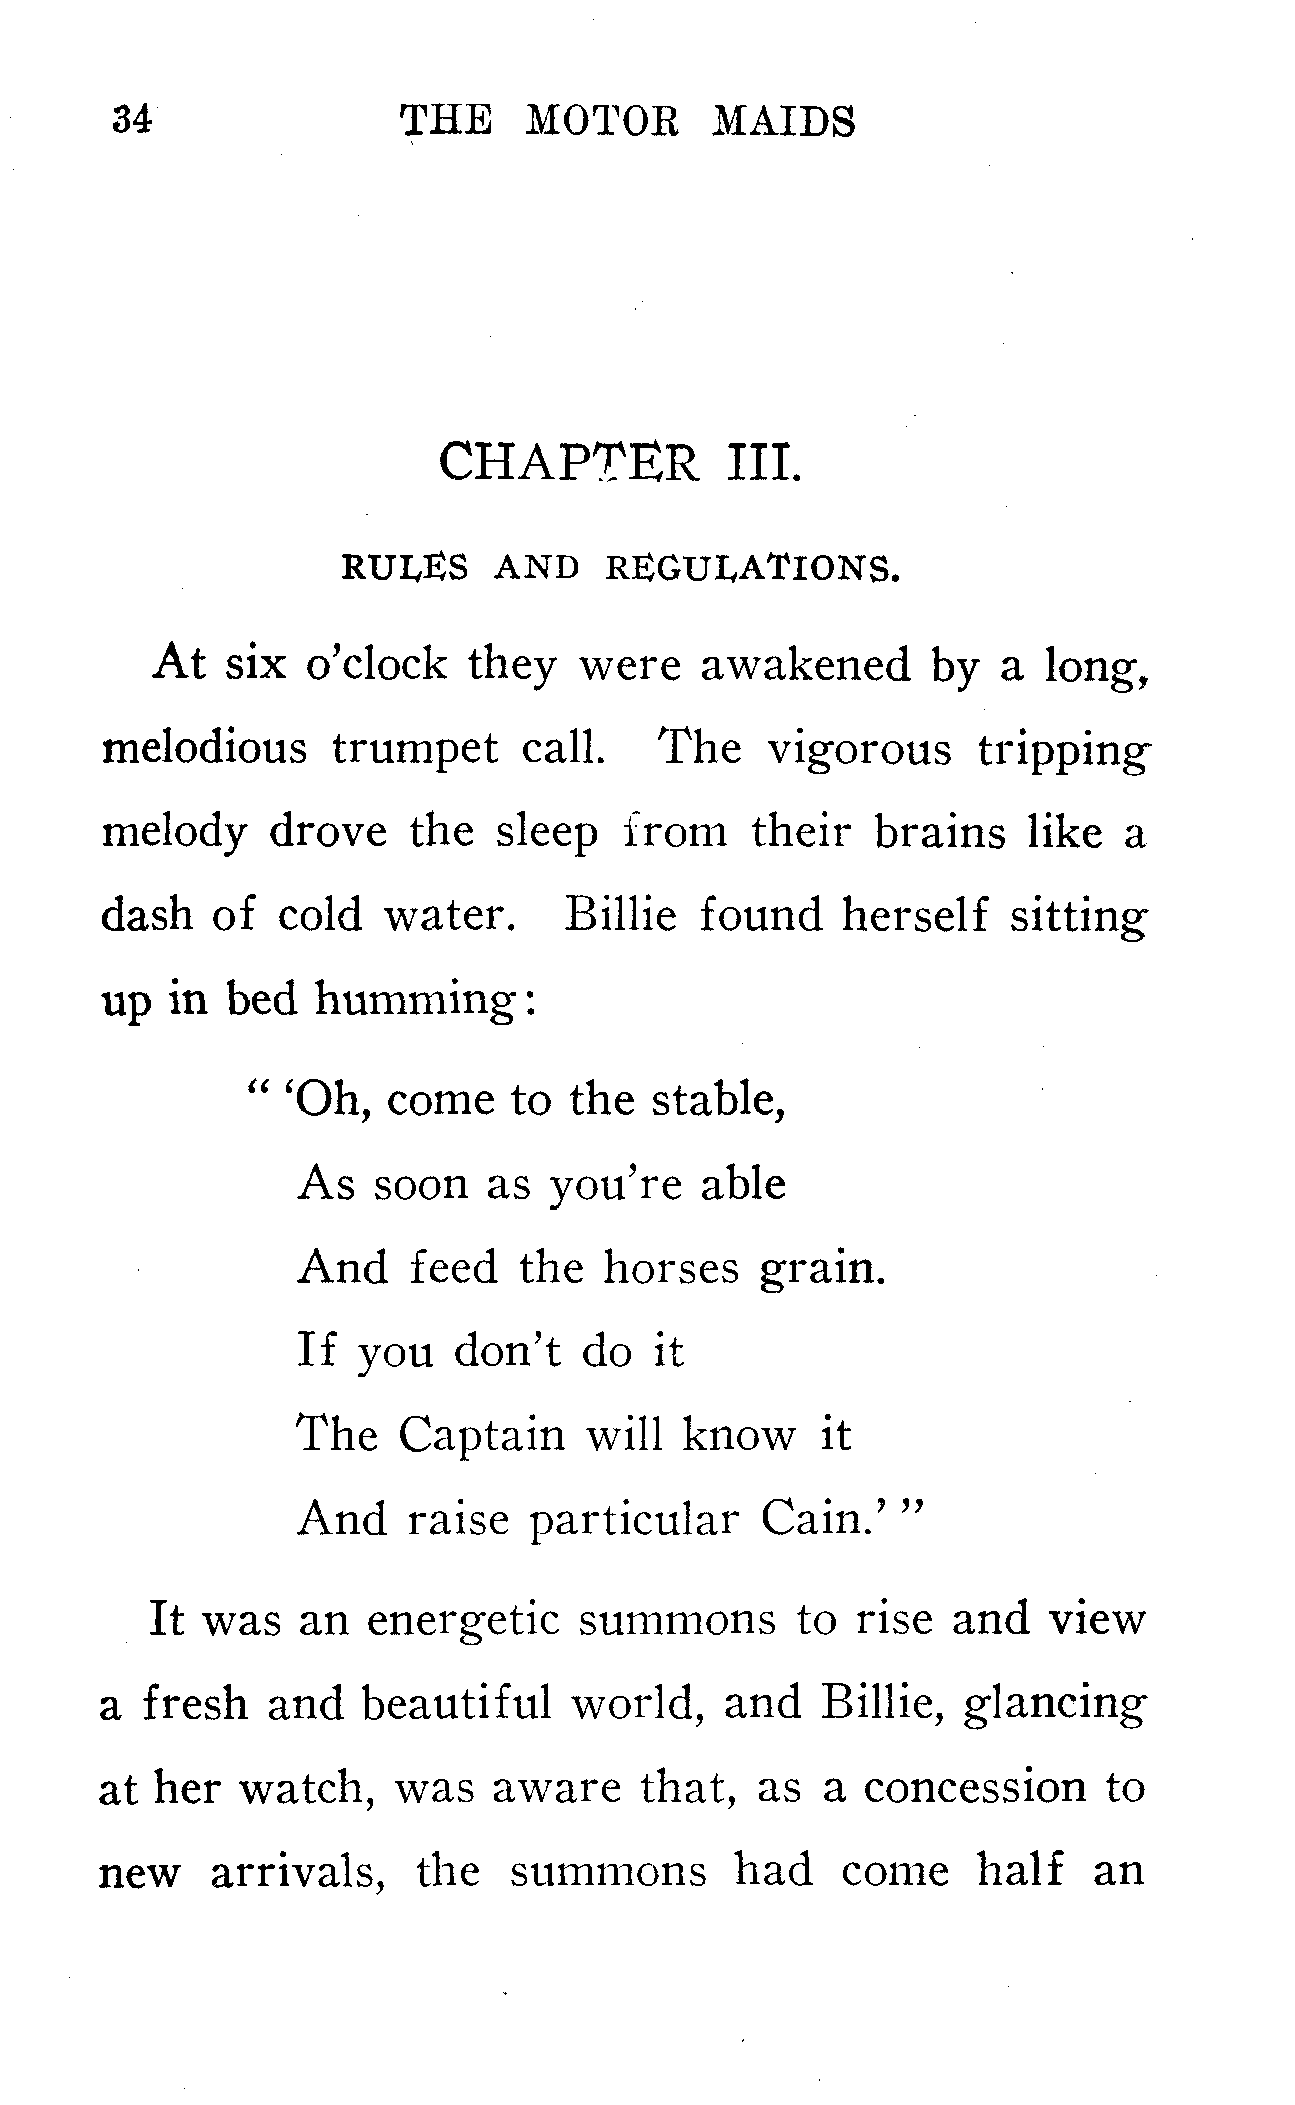 34 THE MOTOR MAIDS
CHAPTER III.
RULES AND REGULATIONS.
At six o'clock they were awakened by a long,
melodious trumpet call. The vigorous tripping
melody drove the sleep from their brains like a
dash of cold water. Billie found herself sitting
up in bed humming:
" 'Oh, come to the stable,
As soon as you're able
And feed the horses grain.
If you don't do it
The Captain will know it
And raise particular Cain.' "
It was an energetic summons to rise and view
a fresh and beautiful world, and Billie, glancing
at her watch, was aware that, as a concession to
new arrivals, the summons had come half an